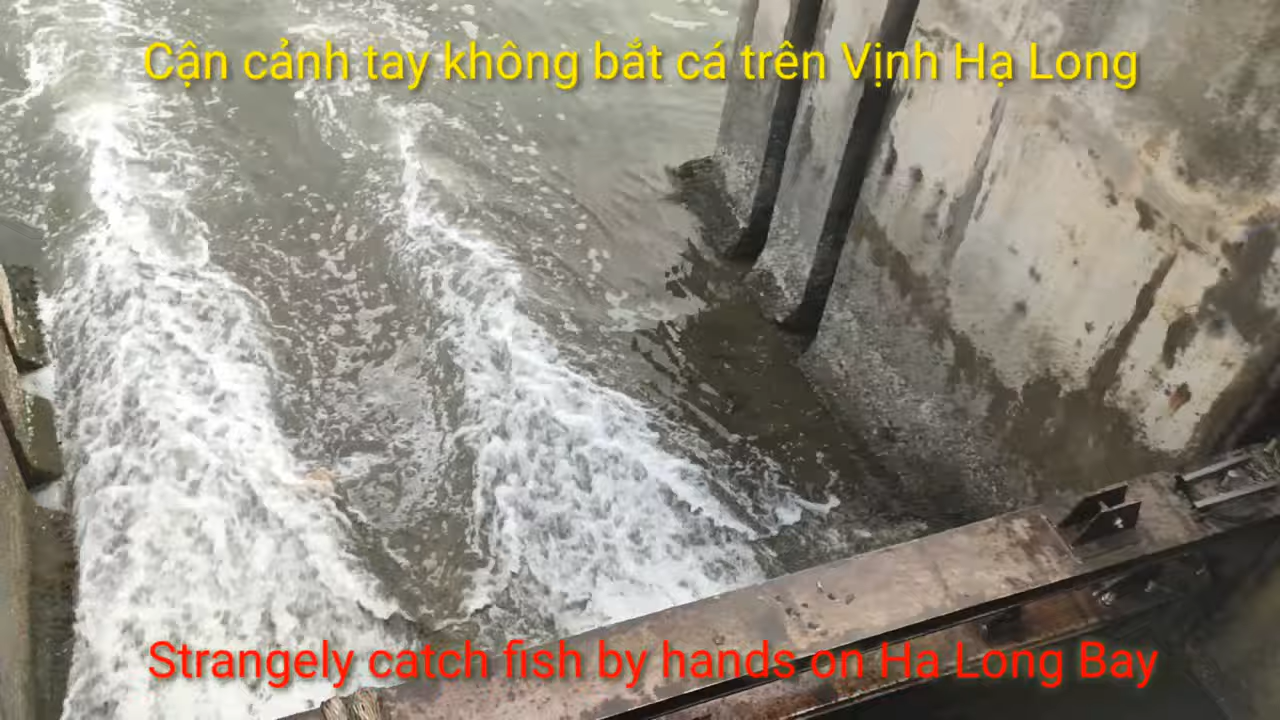 Cận cảnh tay không bắt cá trên Vịnh Hạ Long
Strangely catch fish by hands on Ha Long Bay